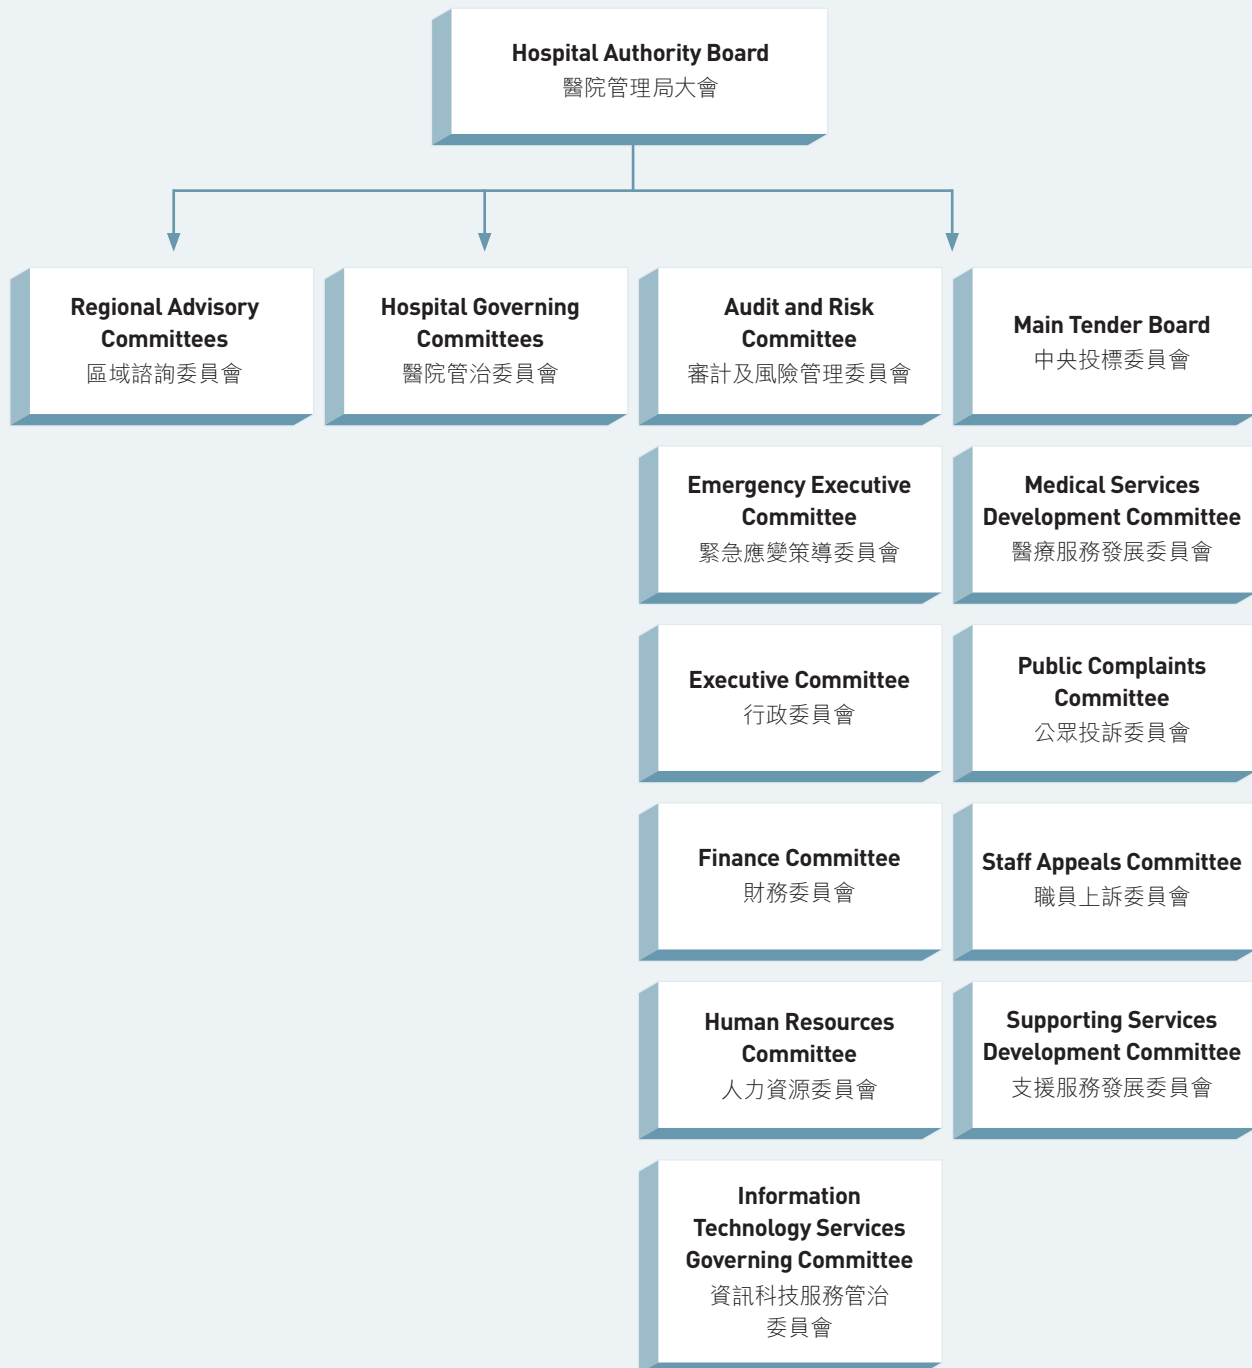 Hospital Authority Board
醫院管理局大會
Regional Advisory
Committees
區域諮詢委員會
Hospital Governing
Committees
醫院管治委員會
Audit and Risk
Committee
審計及風險管理委員會
Main Tender Board
中央投標委員會
Emergency Executive
Committee
緊急應變策導委員會
Medical Services
Development Committee
醫療服務發展委員會
Executive Committee
行政委員會
Public Complaints
Committee
公眾投訴委員會
Finance Committee
財務委員會
Staff Appeals Committee
職員上訴委員會
Human Resources
Committee
人力資源委員會
Supporting Services
Development Committee
支援服務發展委員會
Information
Technology Services
Governing Committee
資訊科技服務管治
委員會